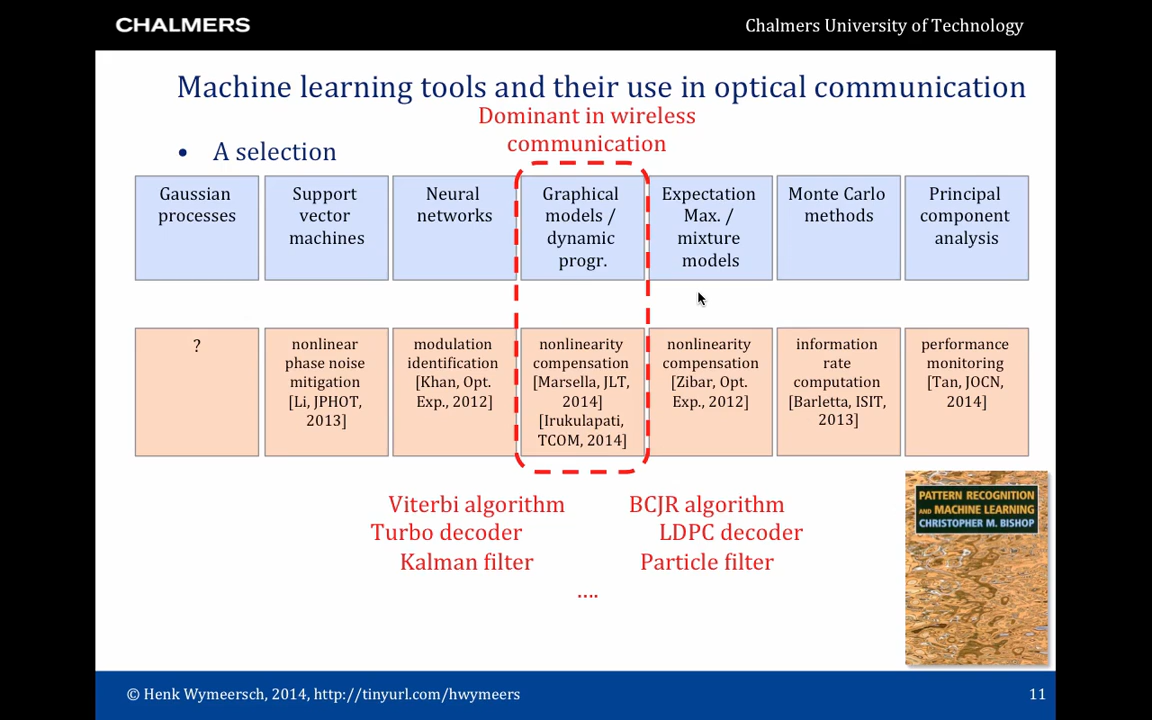 CHALMERS
Chalmers University of Technology
Machine learning tools and their use in optical communication
Dominant in wireless
communication
• A selection
Gaussian
processes
Support
vector
machines
Neural
networks
Graphical
models /
dynamic
progr.
Expectation
Max. /
mixture
models
Monte Carlo
methods
Principal
component
analysis
?
nonlinear
phase noise
mitigation
[Li, JPHOT,
2013]
modulation
identification
[Khan, Opt.
Exp., 2012]
nonlinearity
compensation
[Marsella, JLT,
2014]
[Irukulapati,
TCOM, 2014]
nonlinearity
compensation
[Zibar, Opt.
Exp., 2012]
information
rate
computation
[Barletta, ISIT,
2013]
performance
monitoring
[Tan, JOCN,
2014]
Viterbi algorithm
BCJR algorithm
Turbo decoder
LDPC decoder
Kalman filter
Particle filter
....
PATTERN RECOGNITION
AND MACHINE LEARNING
CHRISTOPHER M. BISHOP
© Henk Wymeersch, 2014, http://tinyurl.com/hwymeers
11